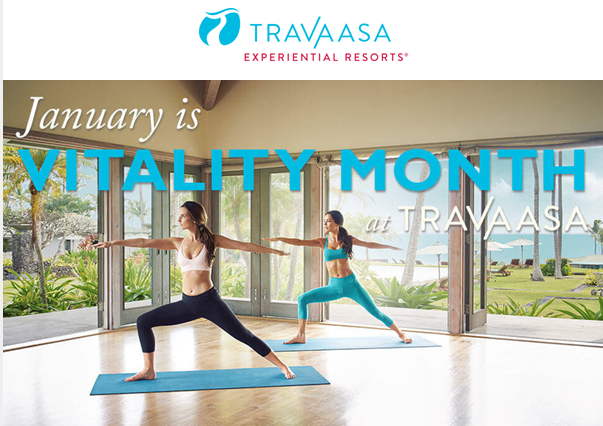 TRAVAASA
EXPERIENTIAL RESORTS®
January is
VITALITY MONTH
at TRAVAASA